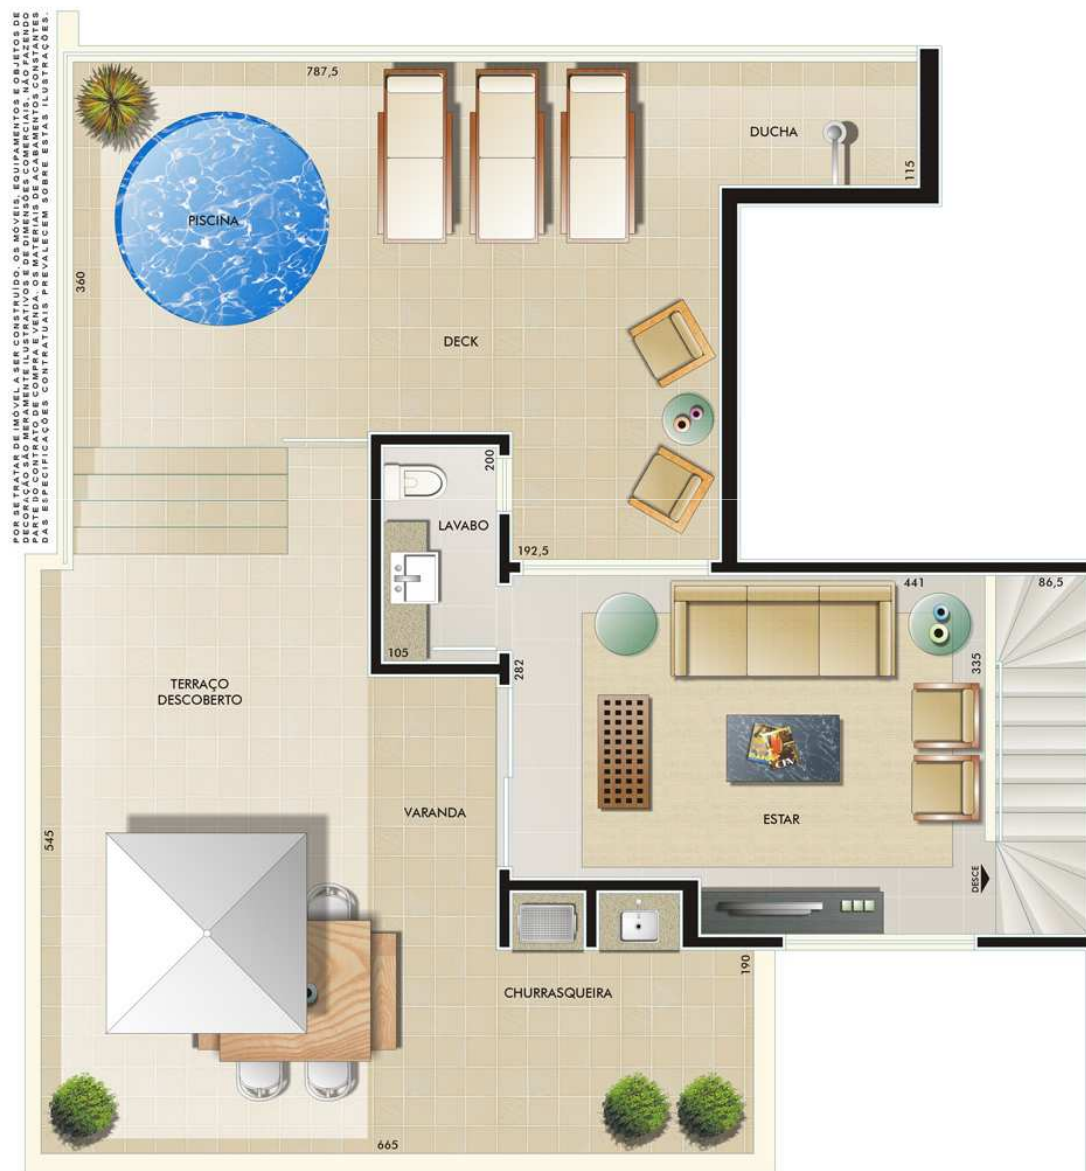 POR SE TRATAR DE IMÓVEL A SER CONSTRUÍDO, OS MÓVEIS, EQUIPAMENTOS E OBJETOS DE
DECORAÇÃO SÃO MERAMENTE ILUSTRATIVOS E DE DIMENSÕES COMERCIAIS, NÃO FAZENDO
PARTE DO CONTRATO DE COMPRA E VENDA. OS MATERIAIS DE ACABAMENTOS CONSTANTES
DAS ESPECIFICAÇÕES CONTRATUAIS PREVALECEM SOBRE ESTAS ILUSTRAÇÕES.
787,5
DUCHA
115
PISCINA
360
DECK
200
LAVABO
192,5
441
86,5
105
282
335
TERRAÇO
DESCOBERTO
VARANDA
ESTAR
545
DESCE
190
CHURRASQUEIRA
665